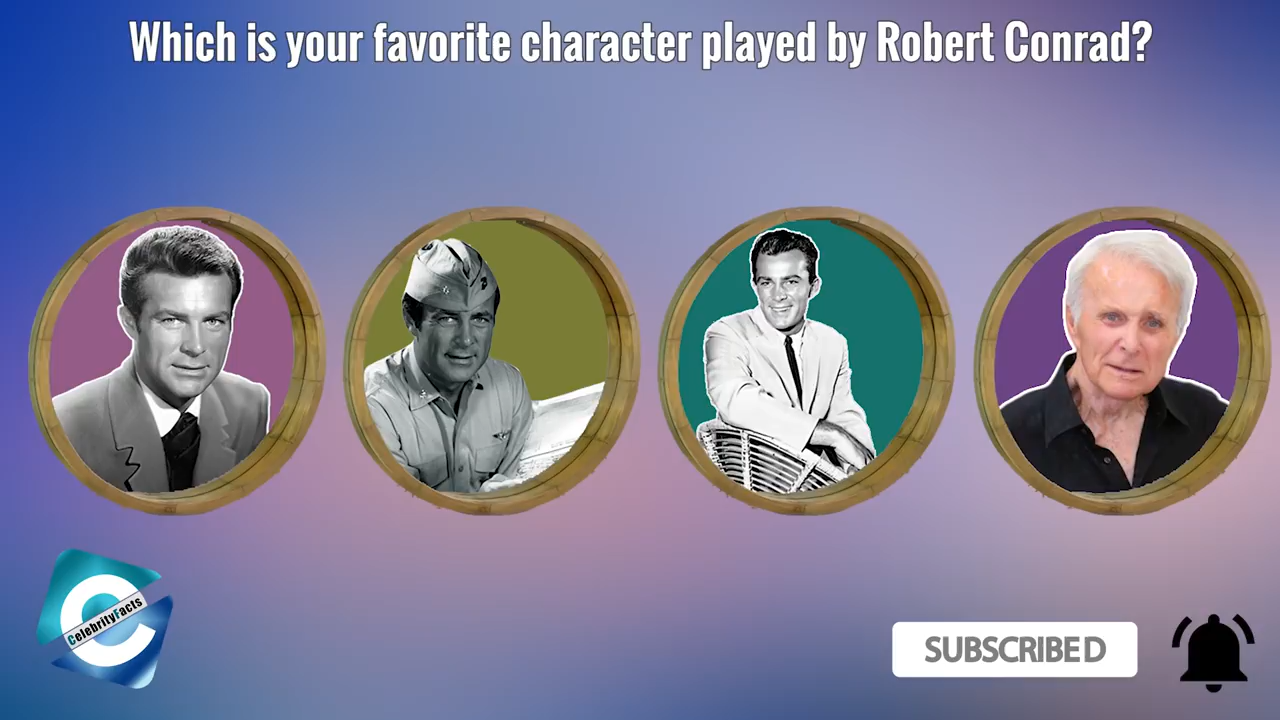 Which is your favorite character played by Robert Conrad?
CelebrityFacts
SUBSCRIBED